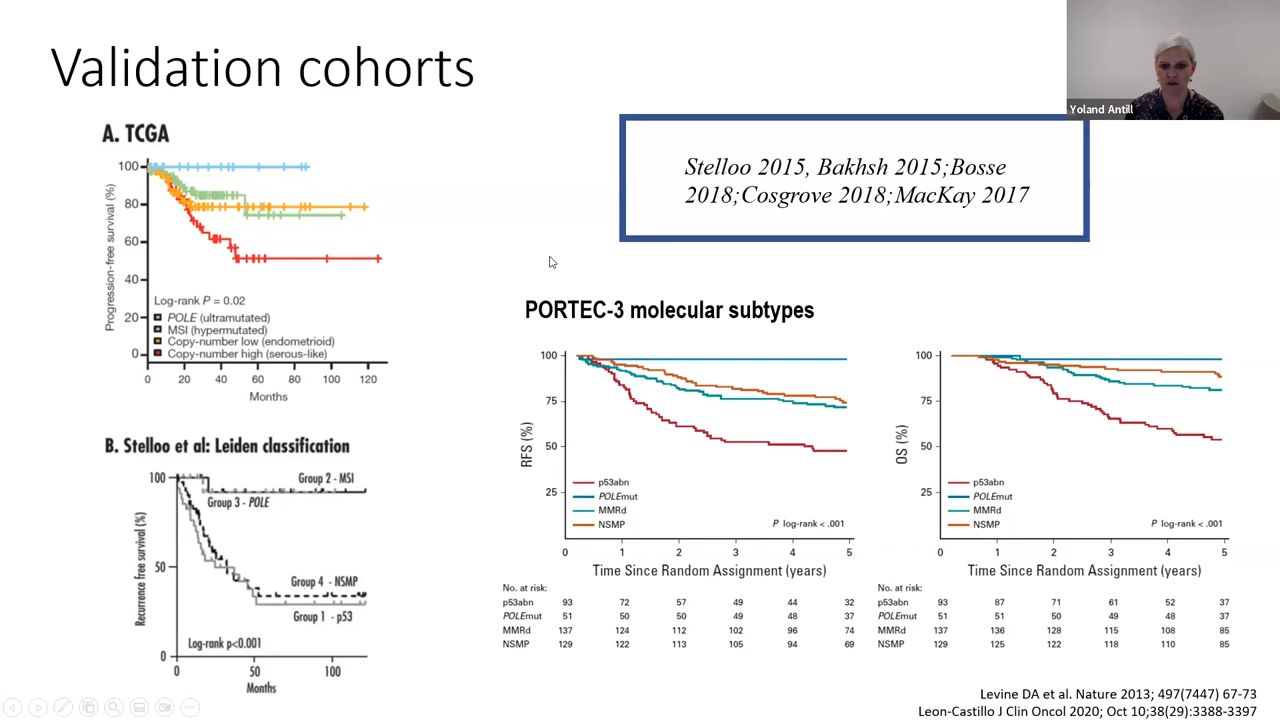 Validation cohorts
Yoland Antill
A. TCGA
Progression-free survival (%)
100
80
60
40
20
0
Log-rank P = 0.02
POLE (ultramutated)
MSI (hypermutated)
Copy-number low (endometrioid)
Copy-number high (serous-like)
0 20 40 60 80 100 120
Months
Stelloo 2015, Bakhsh 2015;Bosse
2018;Cosgrove 2018;MacKay 2017
B. Stelloo et al: Leiden classification
Recurrence free survival (%)
100
50
0
Group 2 - MSI
Group 3 - POLE
Group 4 - NSMP
Group 1 - p53
Log-rank p<0.001
0 50 100
Months
PORTEC-3 molecular subtypes
RFS (%)
100
75
50
25
p53abn
POLEmut
MMRd
NSMP
P log-rank < .001
0 1 2 3 4 5
Time Since Random Assignment (years)
No. at risk:
p53abn 93 72 57 49 44 32
POLEmut 51 50 50 49 48 37
MMRd 137 124 112 102 96 74
NSMP 129 122 113 105 94 69
OS (%)
100
75
50
25
p53abn
POLEmut
MMRd
NSMP
P log-rank < .001
0 1 2 3 4 5
Time Since Random Assignment (years)
No. at risk:
p53abn 93 87 71 61 52 37
POLEmut 51 51 50 49 48 37
MMRd 137 136 128 115 108 85
NSMP 129 125 122 118 110 85
Levine DA et al. Nature 2013; 497(7447) 67-73
Leon-Castillo J Clin Oncol 2020; Oct 10;38(29):3388-3397